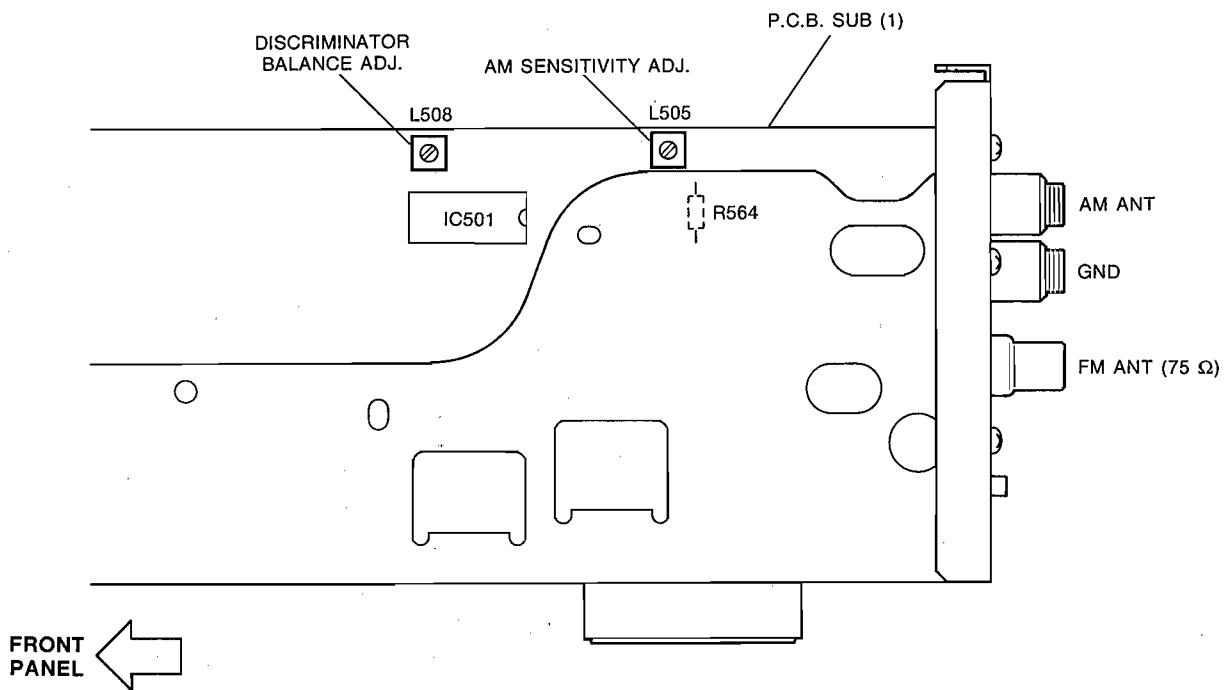 P.C.B. SUB (1)
DISCRIMINATOR
BALANCE ADJ.
AM SENSITIVITY ADJ.
L508
L505
IC501
R564
AM ANT
GND
FM ANT (75 Ω)
FRONT
PANEL